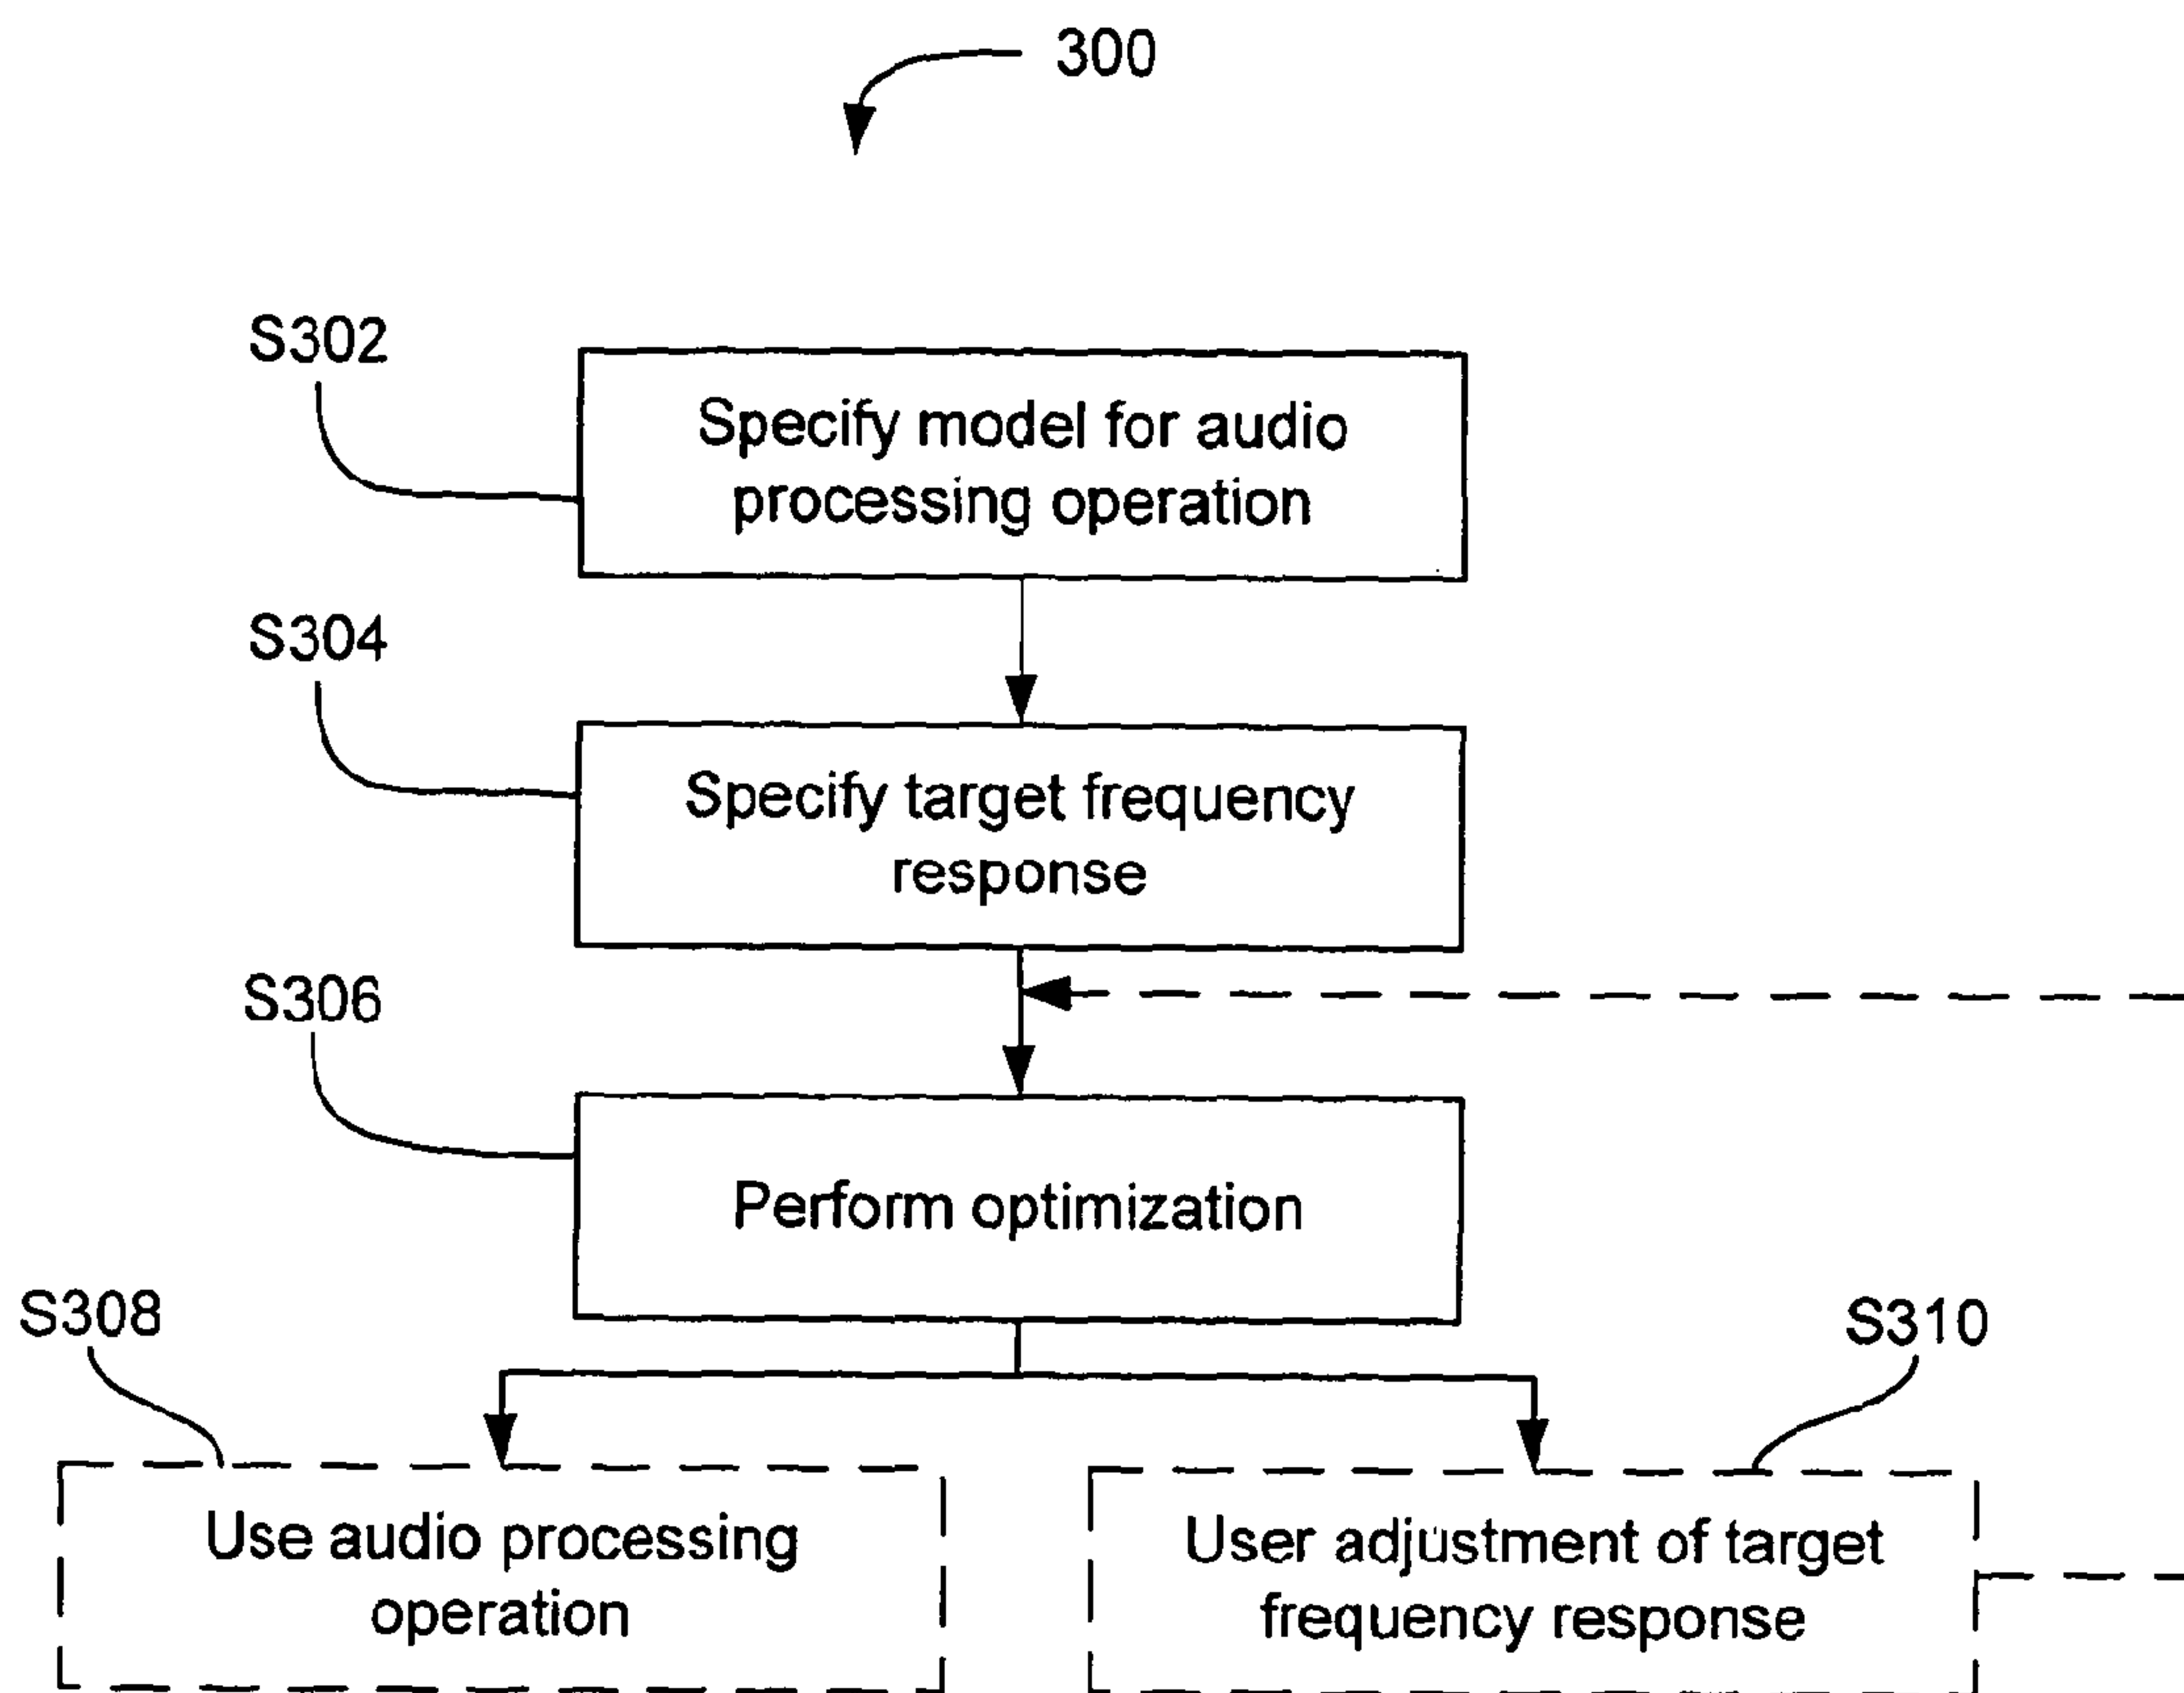 300
S302
Specify model for audio
processing operation
S304
Specify target frequency
response
S306
Perform optimization
S308
S310
Use audio processing
operation
User adjustment of target
frequency response